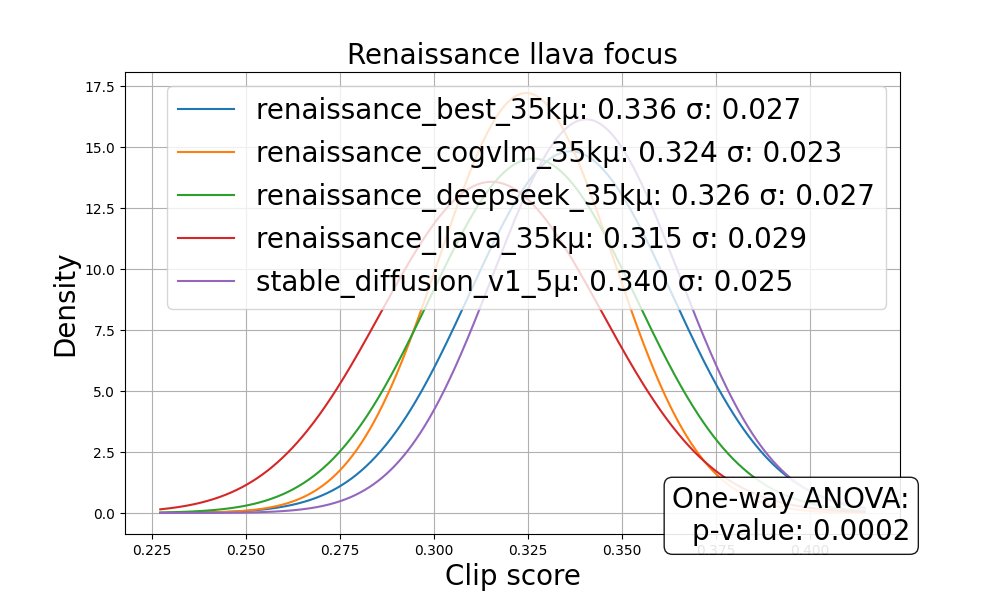 Renaissance llava focus
17.5
15.0
12.5
10.0
7.5
5.0
2.5
0.0
Density
renaissance_best_35kμ: 0.336 σ: 0.027
renaissance_cogvlm_35kμ: 0.324 σ: 0.023
renaissance_deepseek_35kμ: 0.326 σ: 0.027
renaissance_llava_35kμ: 0.315 σ: 0.029
stable_diffusion_v1_5μ: 0.340 σ: 0.025
One-way ANOVA:
p-value: 0.0002
0.225 0.250 0.275 0.300 0.325 0.350 0.375 0.400
Clip score